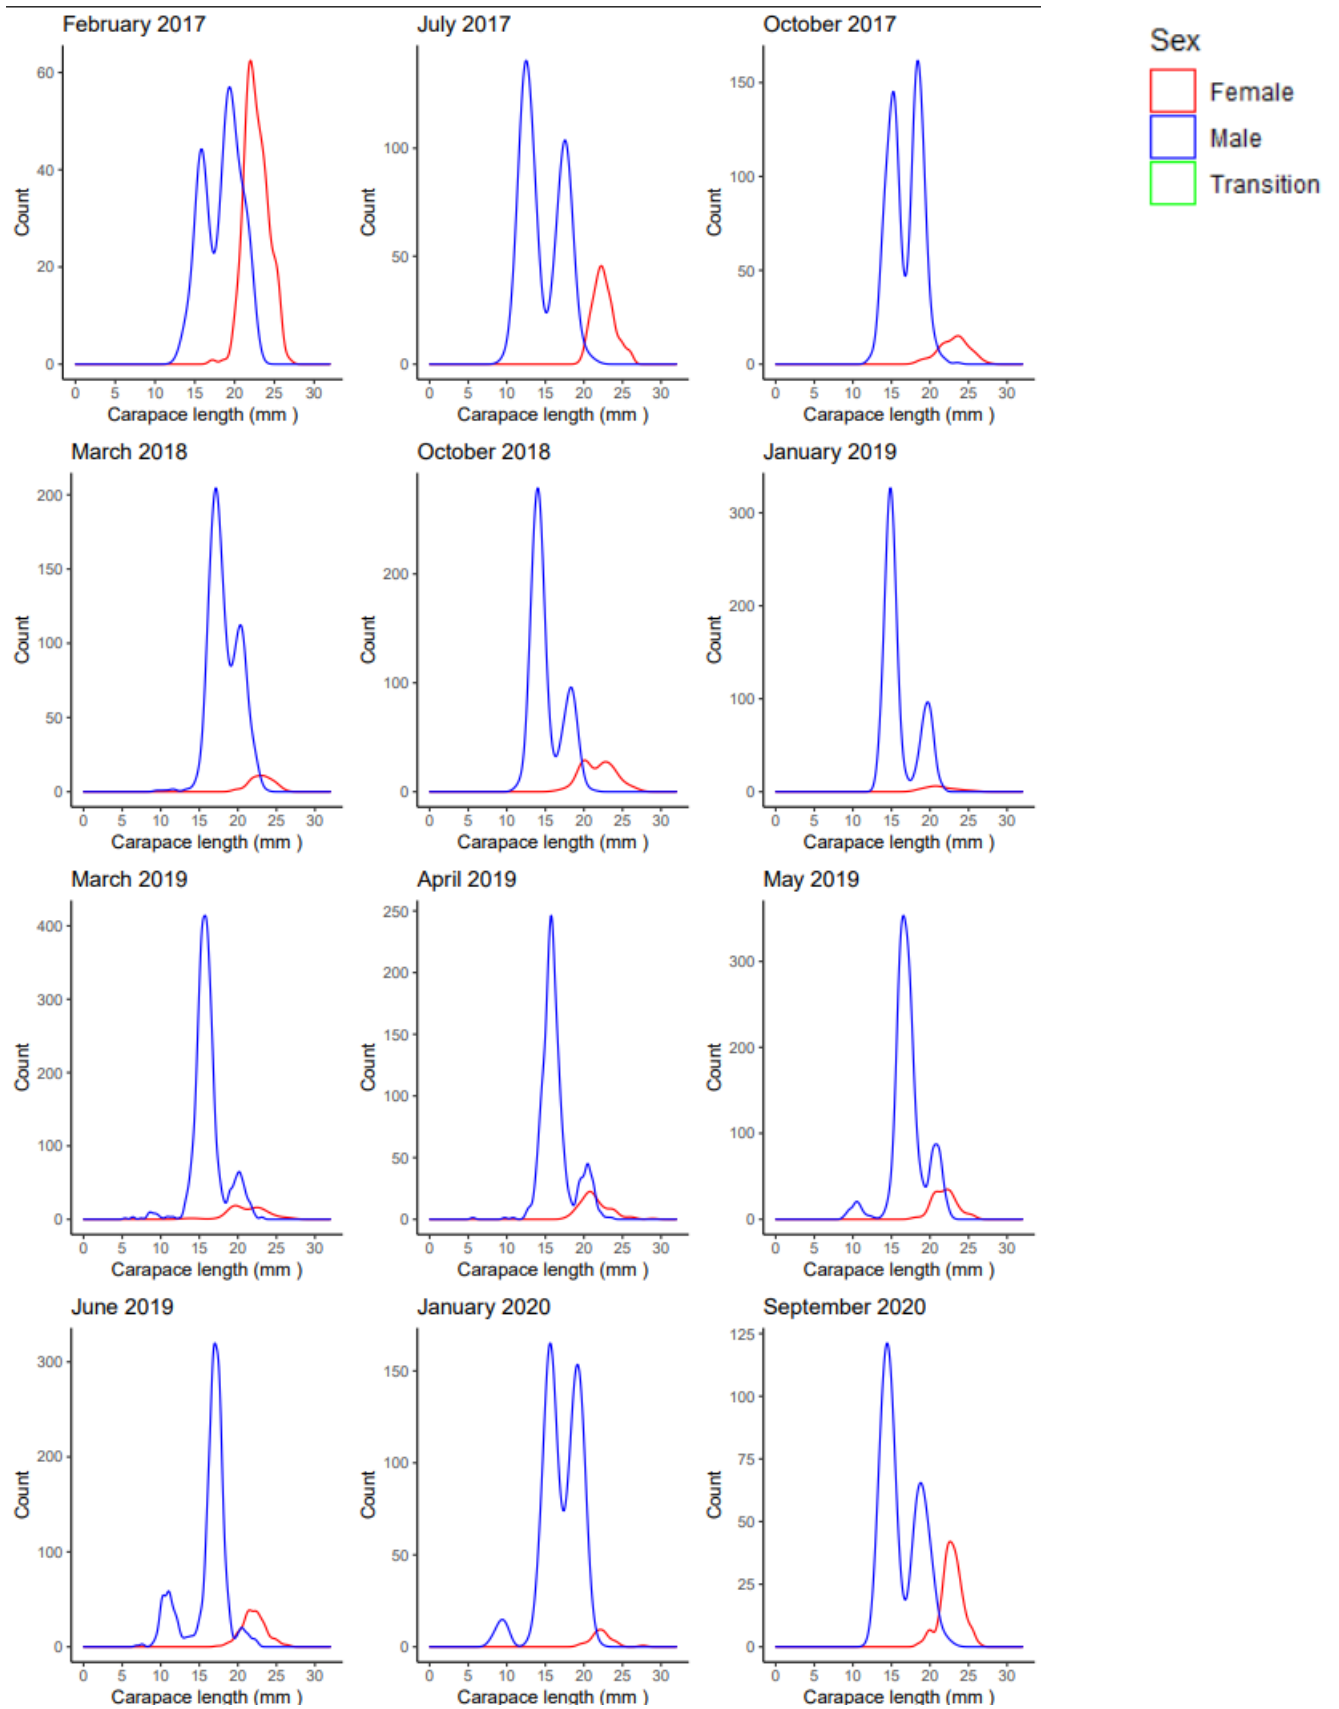 February 2017
July 2017
October 2017
Sex
Female
Male
Transition
60
40
20
0
Count
0 5 10 15 20 25 30
Carapace length (mm )
100
50
0
Count
0 5 10 15 20 25 30
Carapace length (mm )
150
100
50
0
Count
0 5 10 15 20 25 30
Carapace length (mm )
March 2018
October 2018
January 2019
200
150
100
50
0
Count
0 5 10 15 20 25 30
Carapace length (mm )
200
100
0
Count
0 5 10 15 20 25 30
Carapace length (mm )
300
200
100
0
Count
0 5 10 15 20 25 30
Carapace length (mm )
March 2019
April 2019
May 2019
400
300
200
100
0
Count
0 5 10 15 20 25 30
Carapace length (mm )
250
200
150
100
50
0
Count
0 5 10 15 20 25 30
Carapace length (mm )
300
200
100
0
Count
0 5 10 15 20 25 30
Carapace length (mm )
June 2019
January 2020
September 2020
300
200
100
0
Count
0 5 10 15 20 25 30
Carapace length (mm )
150
100
50
0
Count
0 5 10 15 20 25 30
Carapace length (mm )
125
100
75
50
25
0
Count
0 5 10 15 20 25 30
Carapace length (mm )